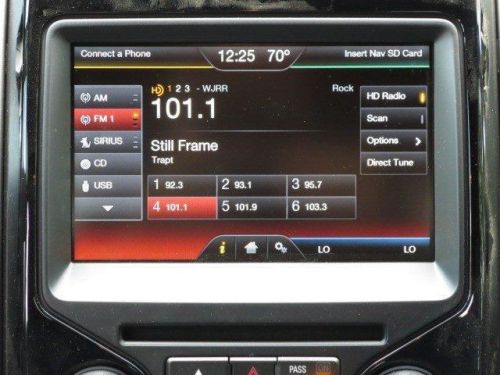 Connect a Phone
12:25 70°
Insert Nav SD Card
AM
FM 1
SIRIUS
CD
USB
HD 1 2 3 - WJRR
Rock
101.1
Still Frame
Trapt
1 92.3
2 93.1
3 95.7
4 101.1
5 101.9
6 103.3
HD Radio
Scan
Options
Direct Tune
i
LO
LO
PASS